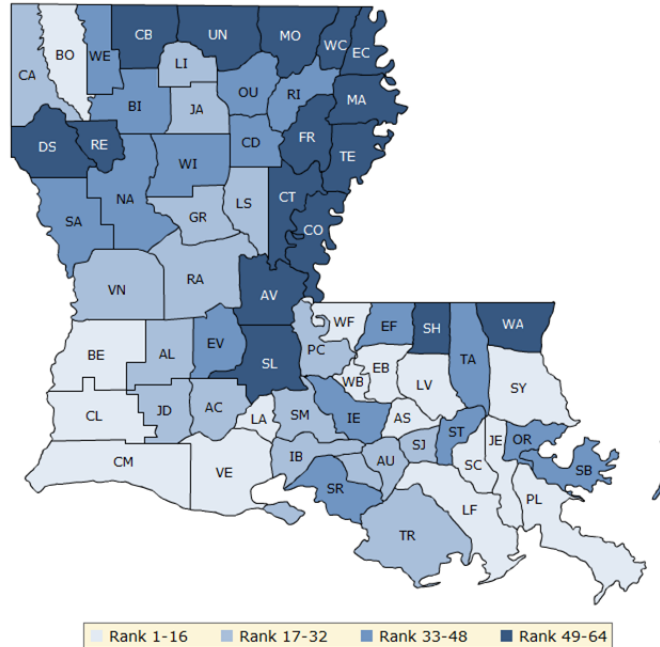 CB
UN
MO
WC
EC
BO
WE
CA
LI
OU
RI
BI
JA
MA
FR
DS
RE
CD
TE
WI
NA
CT
LS
SA
GR
CO
RA
VN
AV
WF
EF
SH
WA
EV
PC
BE
AL
TA
SL
EB
WB
LV
SY
CL
JD
AC
LA
SM
IE
AS
ST
JE
OR
SJ
CM
VE
IB
AU
SC
SB
SR
PL
LF
TR
Rank 1-16 Rank 17-32 Rank 33-48 Rank 49-64